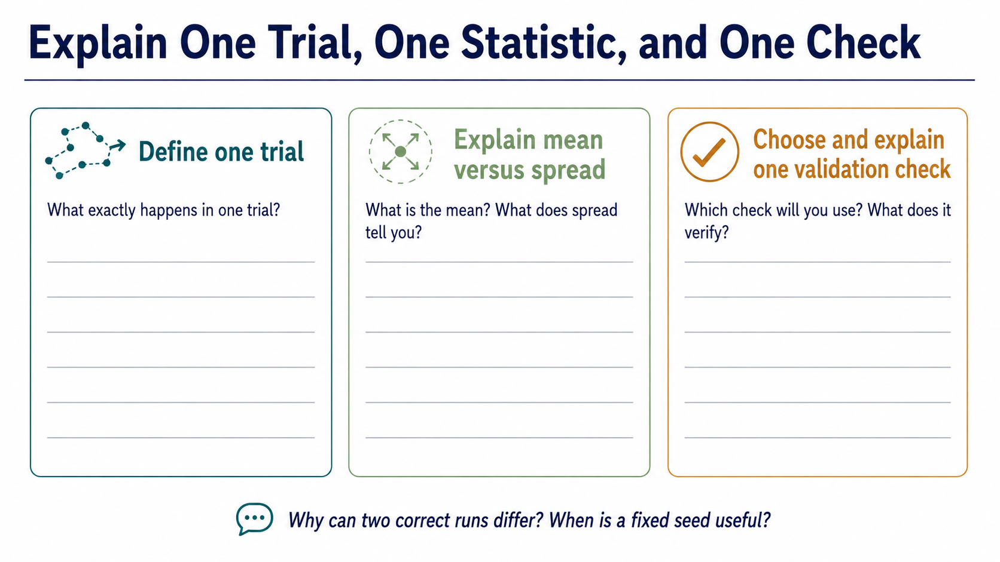 Explain One Trial, One Statistic, and One Check
Define one trial
What exactly happens in one trial?
Explain mean
versus spread
What is the mean? What does spread
tell you?
Choose and explain
one validation check
Which check will you use? What does it
verify?
Why can two correct runs differ? When is a fixed seed useful?